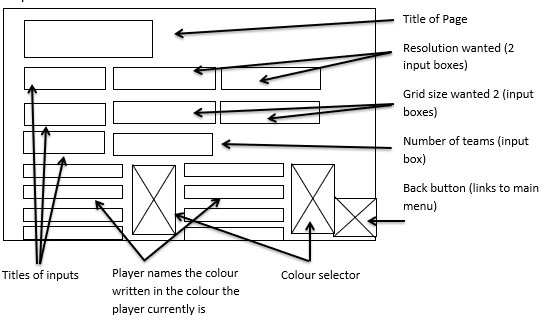 Title of Page
Resolution wanted (2
input boxes)
Grid size wanted 2 (input
boxes)
Number of teams (input
box)
Back button (links to main
menu)
Titles of inputs
Player names the colour
written in the colour the
player currently is
Colour selector